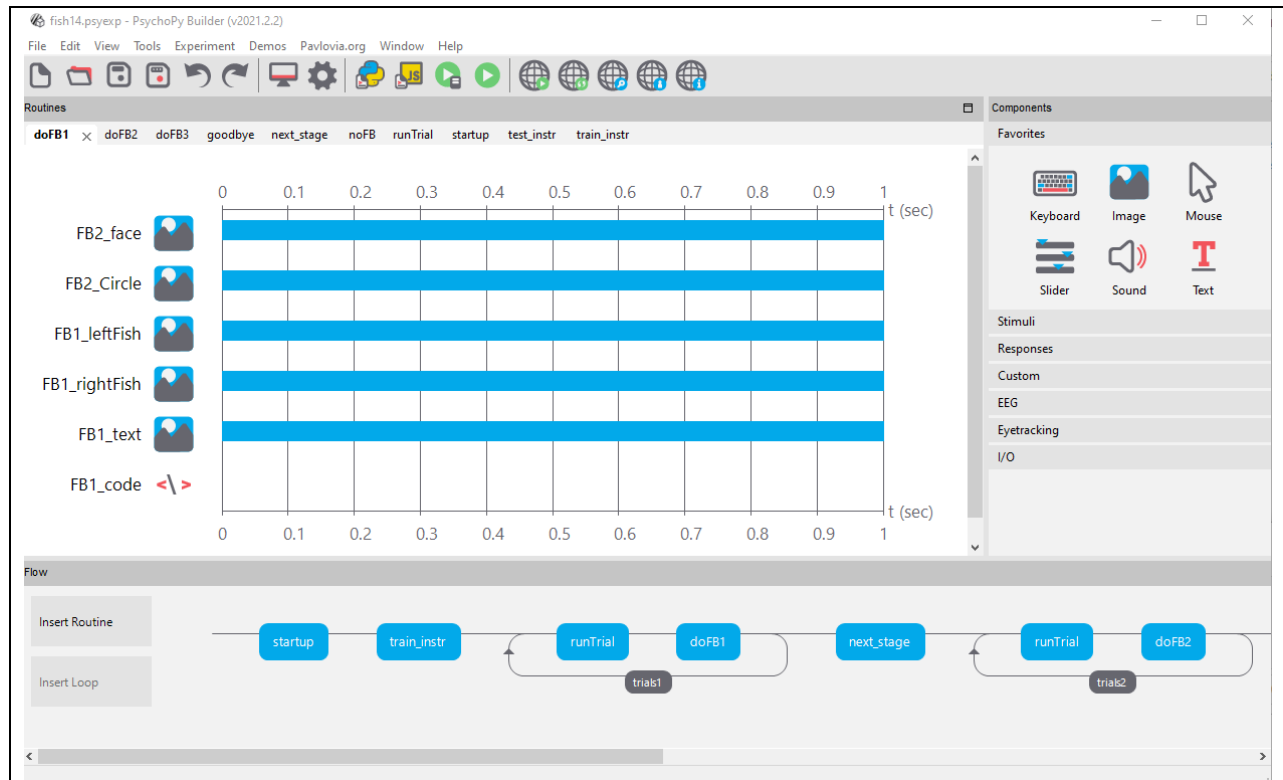 fish14.psyexp - PsychoPy Builder (v2021.2.2)
File Edit View Tools Experiment Demos Pavlovia.org Window Help
JS
Routines
Components
doFB1 doFB2 doFB3 goodbye next_stage noFB runTrial startup test_instr train_instr
Favorites
0 0.1 0.2 0.3 0.4 0.5 0.6 0.7 0.8 0.9 1
t (sec)
FB2_face
FB2_Circle
FB1_leftFish
FB1_rightFish
FB1_text
FB1_code
t (sec)
0 0.1 0.2 0.3 0.4 0.5 0.6 0.7 0.8 0.9 1
Keyboard Image Mouse
T
Slider Sound Text
Stimuli
Responses
Custom
EEG
Eyetracking
I/O
Flow
Insert Routine
Insert Loop
startup train_instr runTrial doFB1 next_stage runTrial doFB2
trials1 trials2